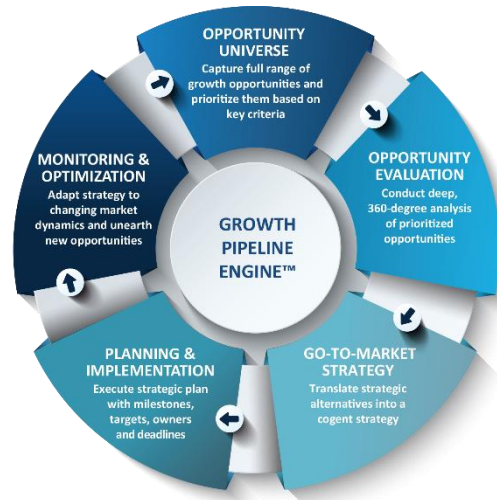 OPPORTUNITY
UNIVERSE
Capture full range of
growth opportunities and
prioritize them based on
key criteria
OPPORTUNITY
EVALUATION
Conduct deep,
360-degree analysis
of prioritized
opportunities
GO-TO-MARKET
STRATEGY
Translate strategic
alternatives into a
cogent strategy
PLANNING &
IMPLEMENTATION
Execute strategic plan
with milestones,
targets, owners
and deadlines
MONITORING &
OPTIMIZATION
Adapt strategy to
changing market
dynamics and unearth
new opportunities
GROWTH
PIPELINE
ENGINE™